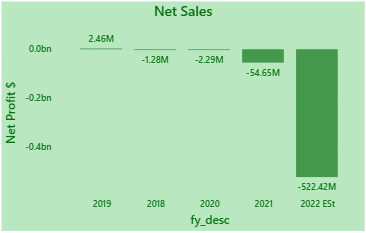 Net Sales
Net Profit $
0.0bn
-0.2bn
-0.4bn
2.46M
-1.28M
-2.29M
-54.65M
-522.42M
2019 2018 2020 2021 2022 ESt
fy_desc